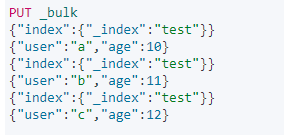 PUT _bulk
{"index":{"_index":"test"}}
{"user":"a","age":10}
{"index":{"_index":"test"}}
{"user":"b","age":11}
{"index":{"_index":"test"}}
{"user":"c","age":12}